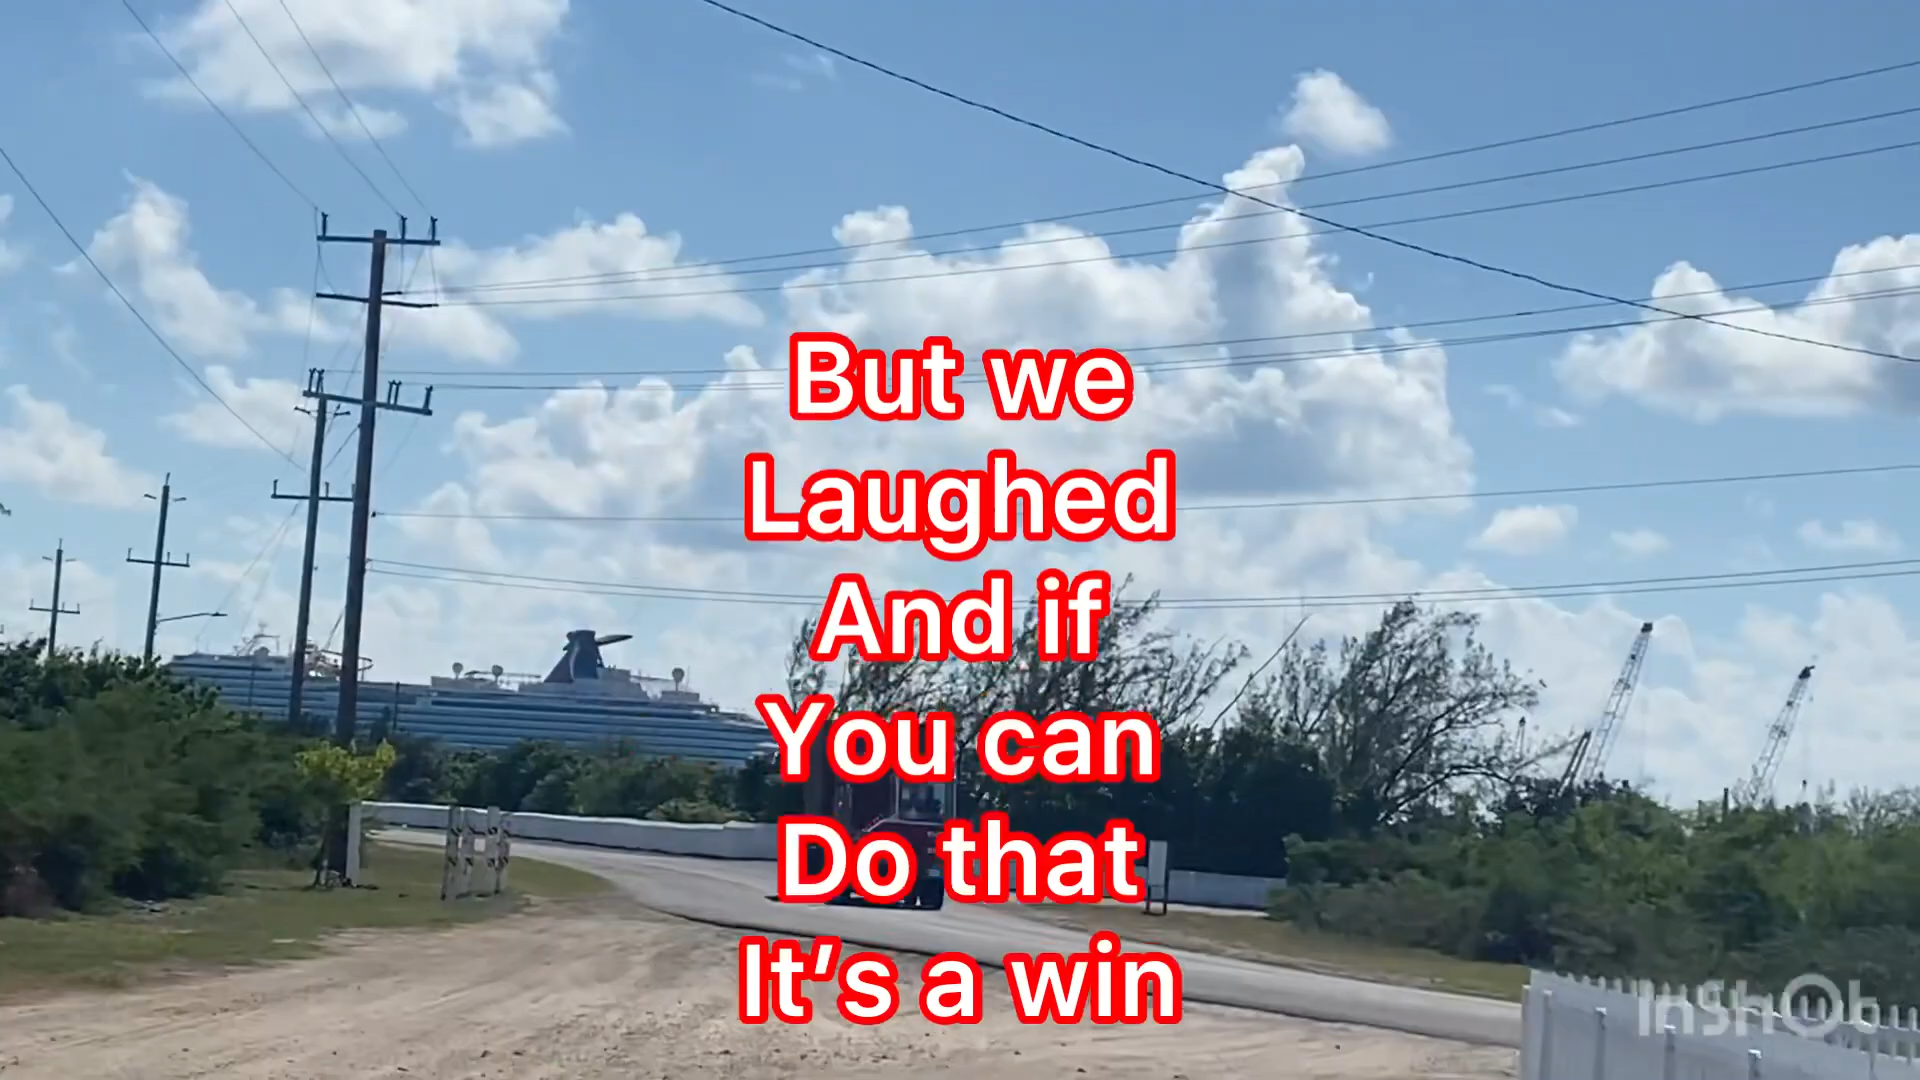 But we
Laughed
And if
You can
Do that
It's a win
InShOt